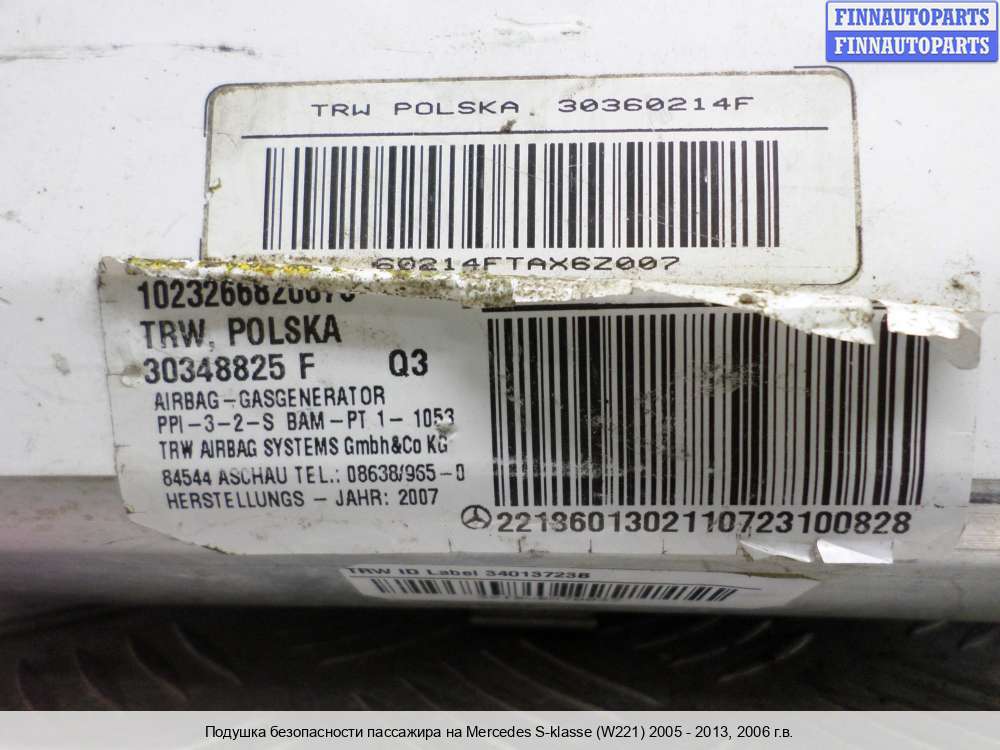 FINNAUTOPARTS
FINNAUTOPARTS
TRW POLSKA. 30360214F
60214FTAX6Z007
TRW, POLSKA
30348825 F Q3
AIRBAG-GASGENERATOR
PPI-3-2-S BAM-PT 1- 1053
TRW AIRBAG SYSTEMS Gmbh&Co KG
84544 ASCHAU TEL.: 08638/965-0
HERSTELLUNGS - JAHR: 2007
2213601302110723100828
TRW ID Label 34013723B
Подушка безопасности пассажира на Mercedes S-klasse (W221) 2005 - 2013, 2006 г.в.